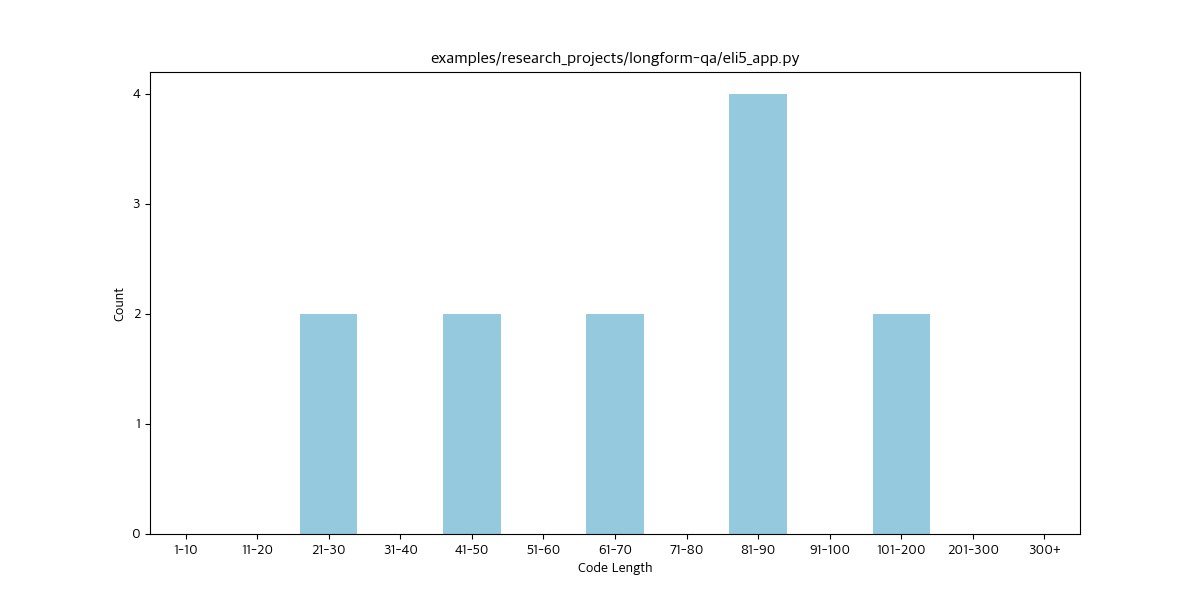 examples/research_projects/longform-qa/eli5_app.py
4
3
2
1
0
Count
1-10 11-20 21-30 31-40 41-50 51-60 61-70 71-80 81-90 91-100 101-200 201-300 300+
Code Length